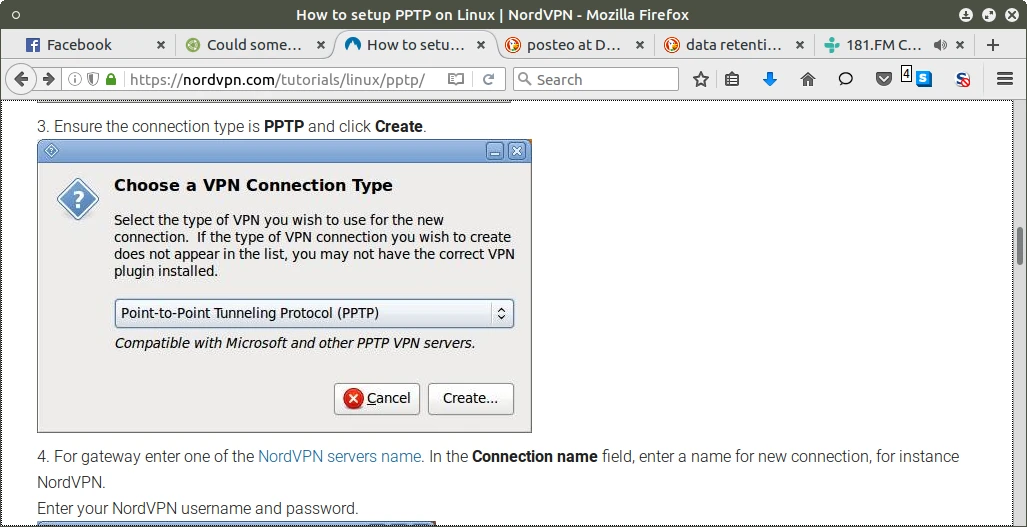 How to setup PPTP on Linux | NordVPN - Mozilla Firefox
Facebook
Could some...
How to setu...
posteo at D...
data retenti...
181.FM C...
https://nordvpn.com/tutorials/linux/pptp/
Search
4
3. Ensure the connection type is PPTP and click Create.
Choose a VPN Connection Type
Select the type of VPN you wish to use for the new
connection. If the type of VPN connection you wish to create
does not appear in the list, you may not have the correct VPN
plugin installed.
Point-to-Point Tunneling Protocol (PPTP)
Compatible with Microsoft and other PPTP VPN servers.
Cancel
Create...
4. For gateway enter one of the NordVPN servers name. In the Connection name field, enter a name for new connection, for instance
NordVPN.
Enter your NordVPN username and password.